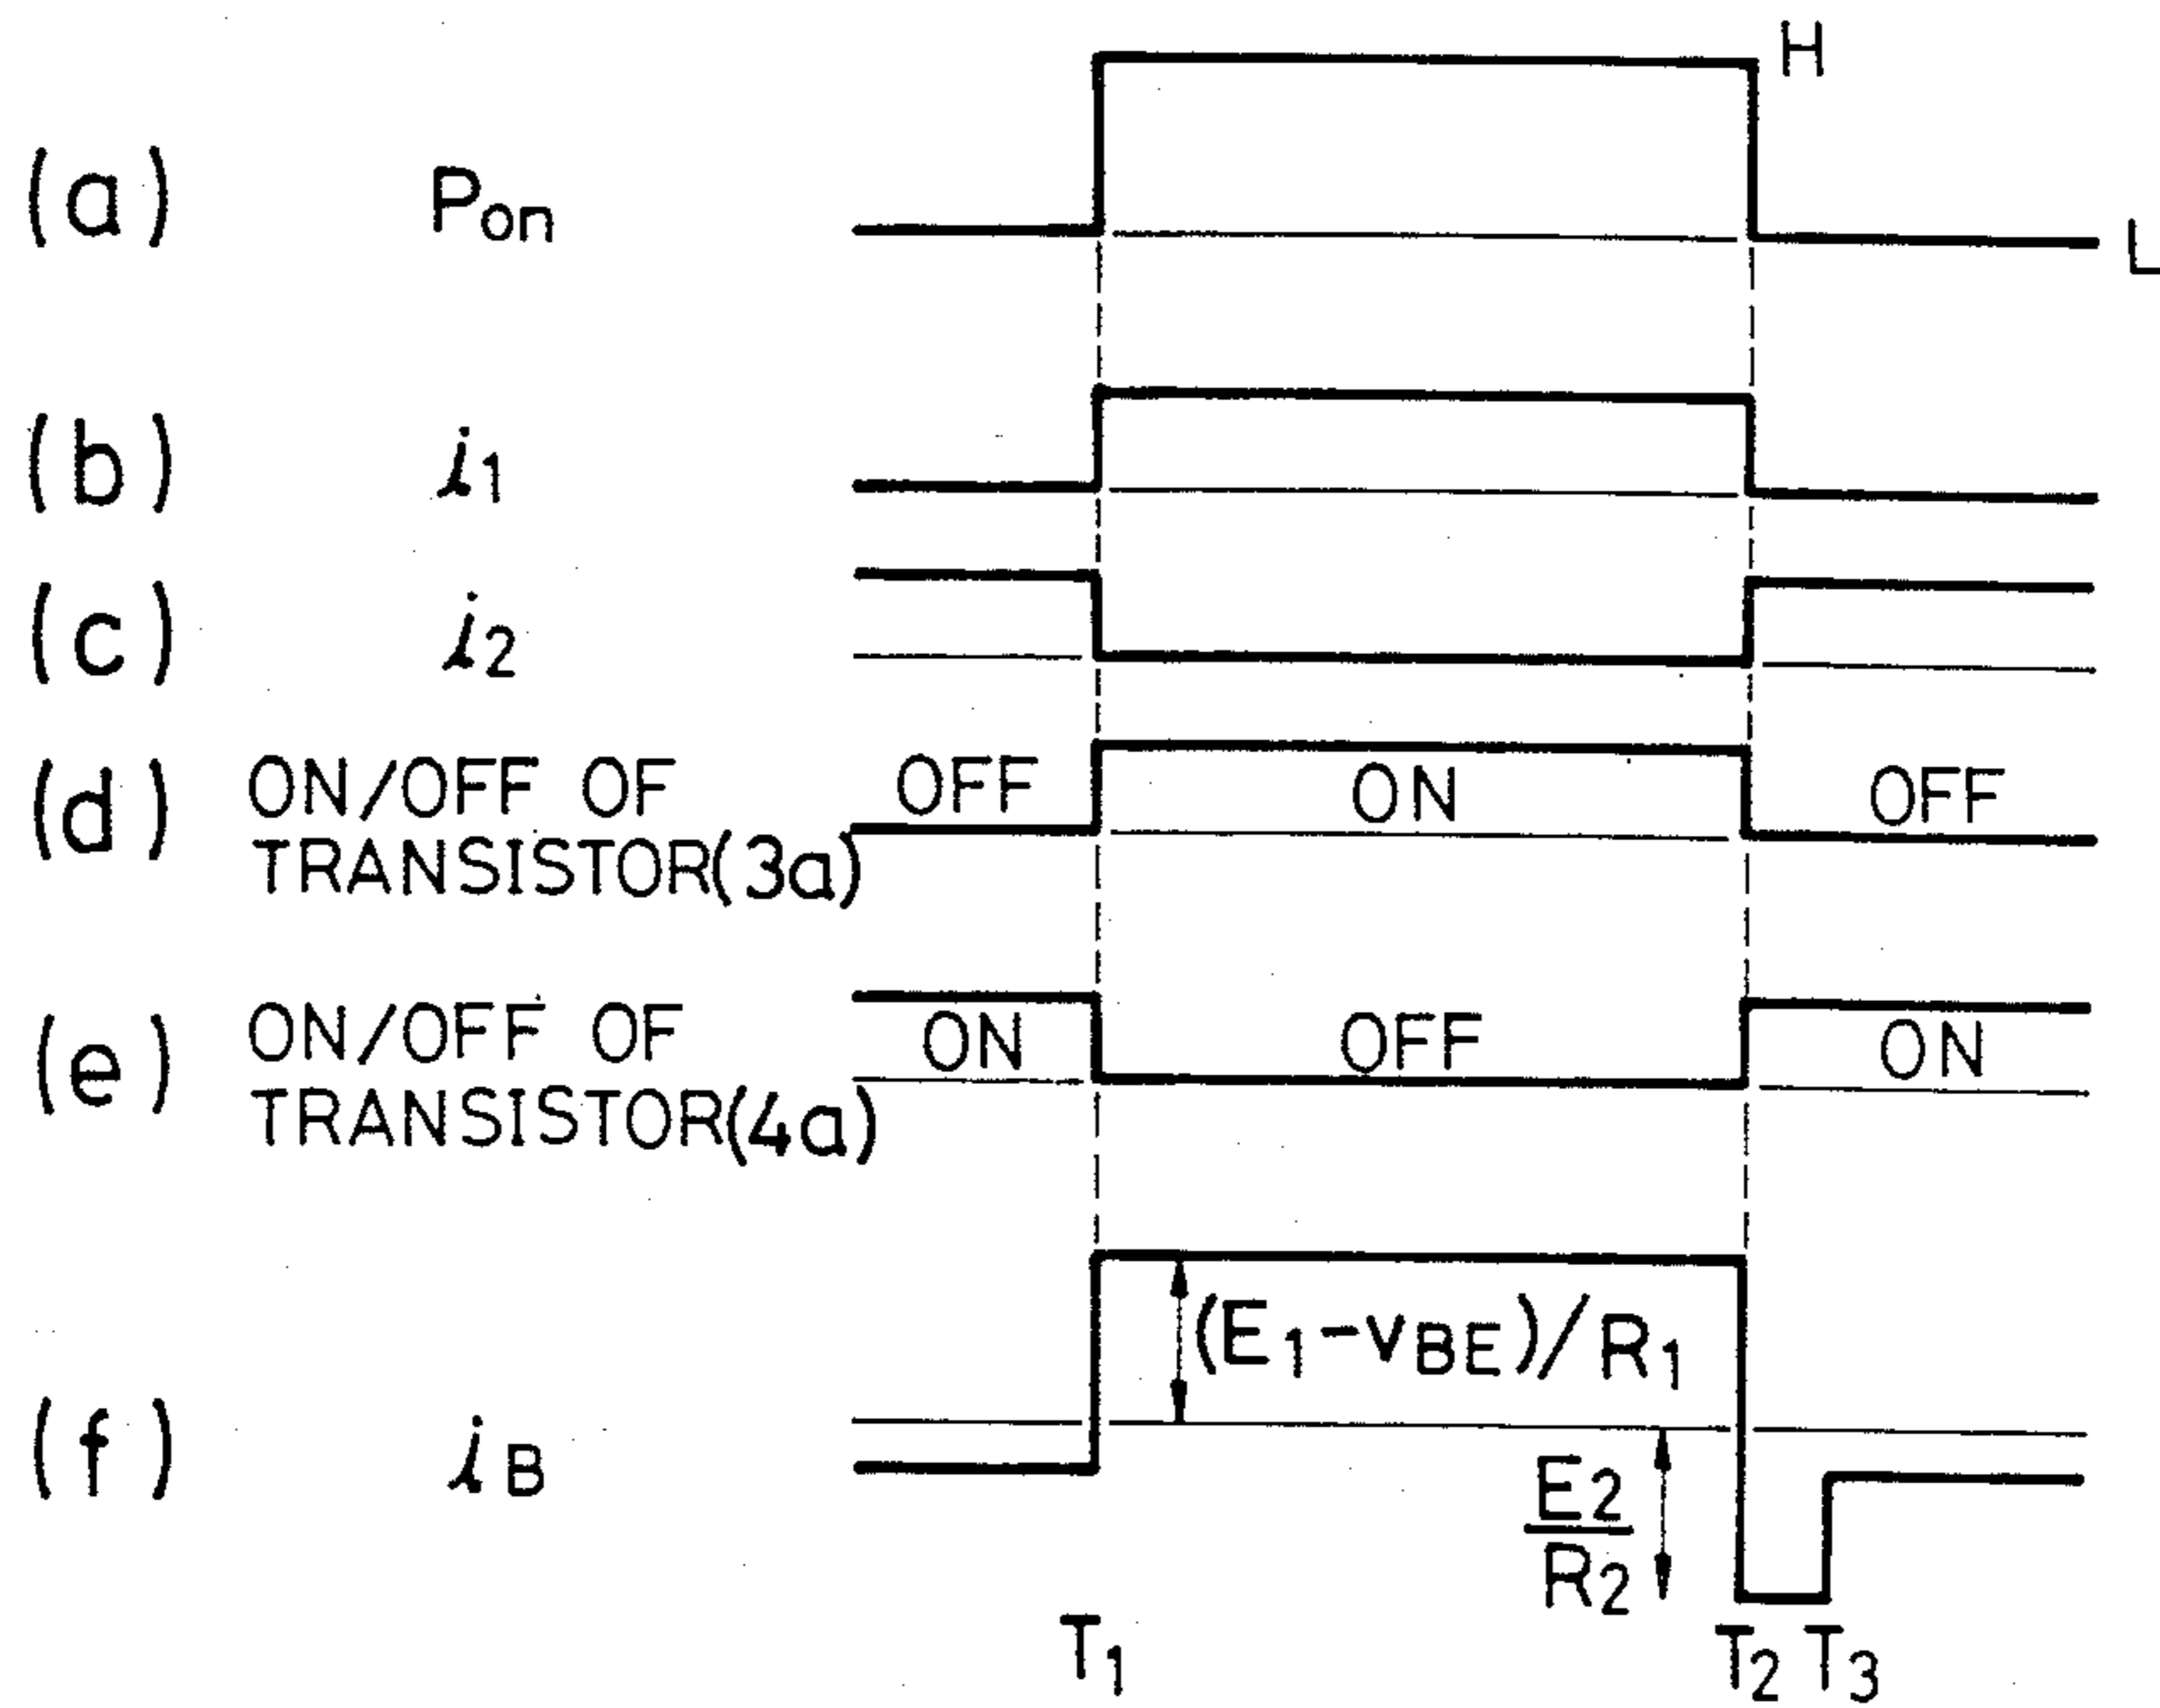 H
(a) Pon
L
(b) i1
(c) i2
(d) ON/OFF OF TRANSISTOR(3a) OFF ON OFF
(e) ON/OFF OF TRANSISTOR(4a) ON OFF ON
(f) iB
(E1-VBE)/R1
E2
R2
T1 T2 T3